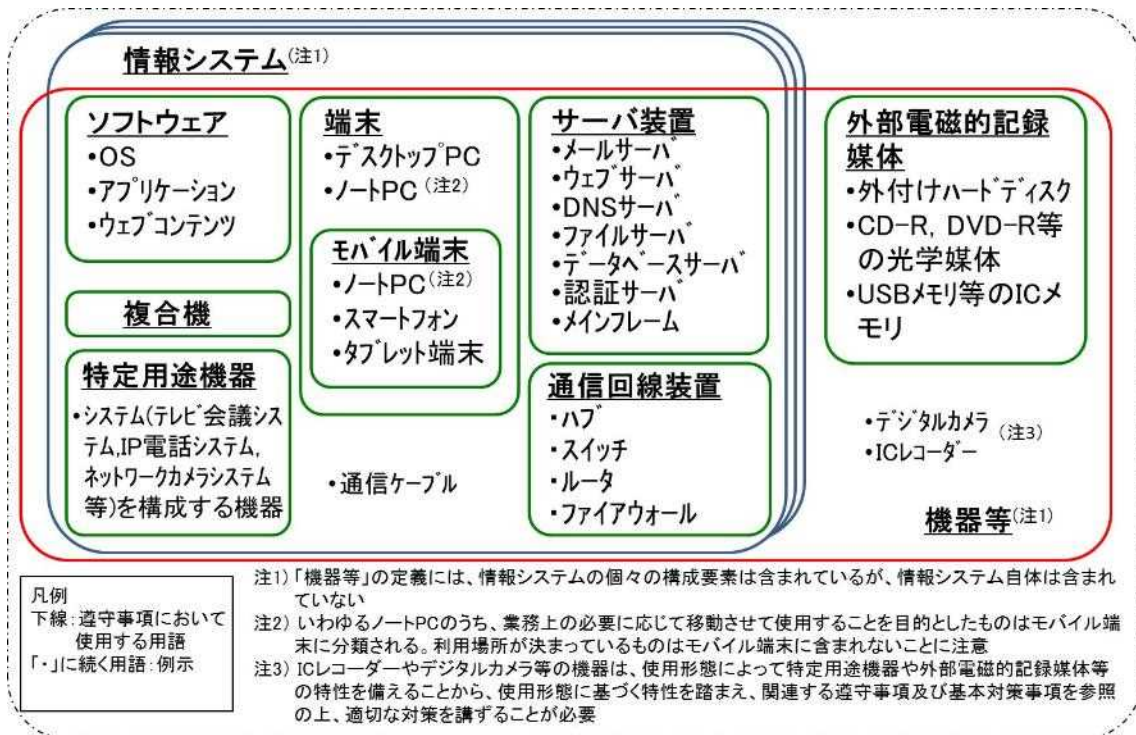 情報システム(注1)
ソフトウェア
・OS
・アプリケーション
・ウェブコンテンツ
複合機
特定用途機器
・システム(テレビ会議シス
テム,IP電話システム,
ネットワークカメラシステム
等)を構成する機器
端末
・デスクトップPC
・ノートPC(注2)
モバイル端末
・ノートPC(注2)
・スマートフォン
・タブレット端末
・通信ケーブル
サーバ装置
・メールサーバ
・ウェブサーバ
・DNSサーバ
・ファイルサーバ
・データベースサーバ
・認証サーバ
・メインフレーム
通信回線装置
・ハブ
・スイッチ
・ルータ
・ファイアウォール
外部電磁的記録
媒体
・外付けハードディスク
・CD-R, DVD-R等
の光学媒体
・USBメモリ等のICメ
モリ
・デジタルカメラ
・ICレコーダー
(注3)
機器等(注1)
凡例
下線:遵守事項において
使用する用語
「・」に続く用語:例示
注1)「機器等」の定義には、情報システムの個々の構成要素は含まれているが、情報システム自体は含まれ
ていない
注2) いわゆるノートPCのうち、業務上の必要に応じて移動させて使用することを目的としたものはモバイル端
末に分類される。利用場所が決まっているものはモバイル端末に含まれないことに注意
注3) ICレコーダーやデジタルカメラ等の機器は、使用形態によって特定用途機器や外部電磁的記録媒体等
の特性を備えることから、使用形態に基づく特性を踏まえ、関連する遵守事項及び基本対策事項を参照
の上、適切な対策を講ずることが必要